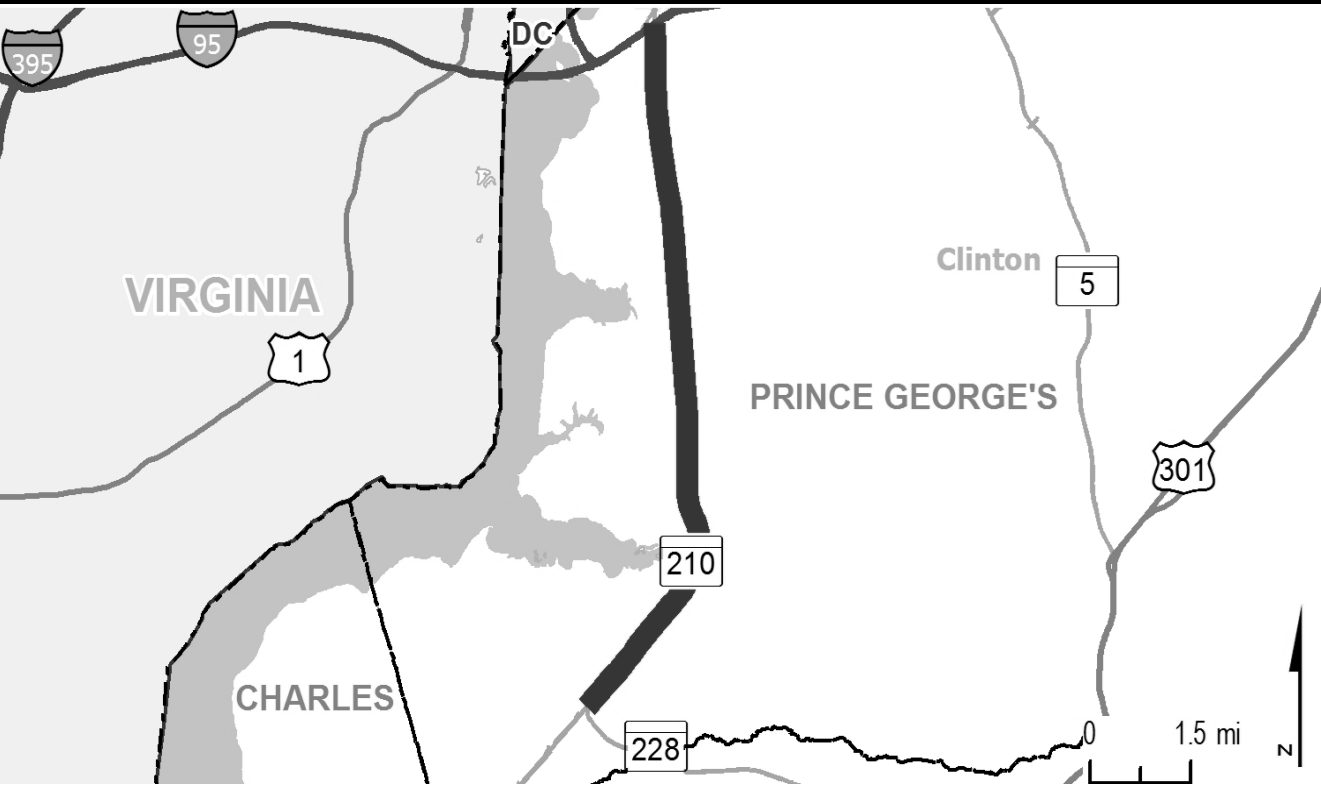 DC
395
95
Clinton
5
VIRGINIA
1
PRINCE GEORGE'S
301
210
CHARLES
228
0 1.5 mi
N